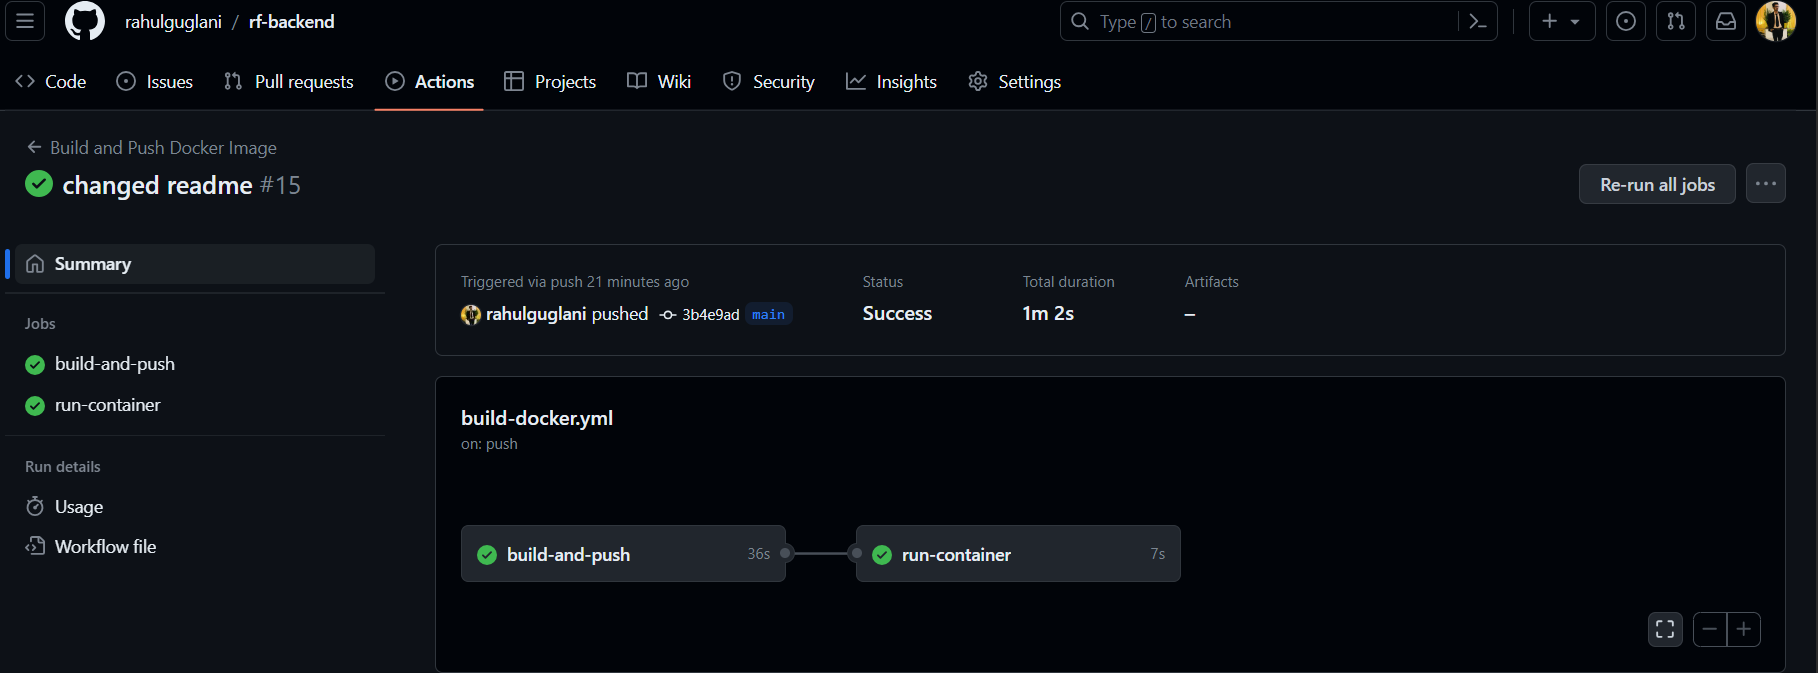 rahulguglani / rf-backend
Type / to search
Code
Issues
Pull requests
Actions
Projects
Wiki
Security
Insights
Settings
Build and Push Docker Image
changed readme #15
Re-run all jobs
Summary
Jobs
build-and-push
run-container
Run details
Usage
Workflow file
Triggered via push 21 minutes ago
rahulguglani pushed 3b4e9ad main
Status
Success
Total duration
1m 2s
Artifacts
–
build-docker.yml
on: push
build-and-push 36s
run-container 7s